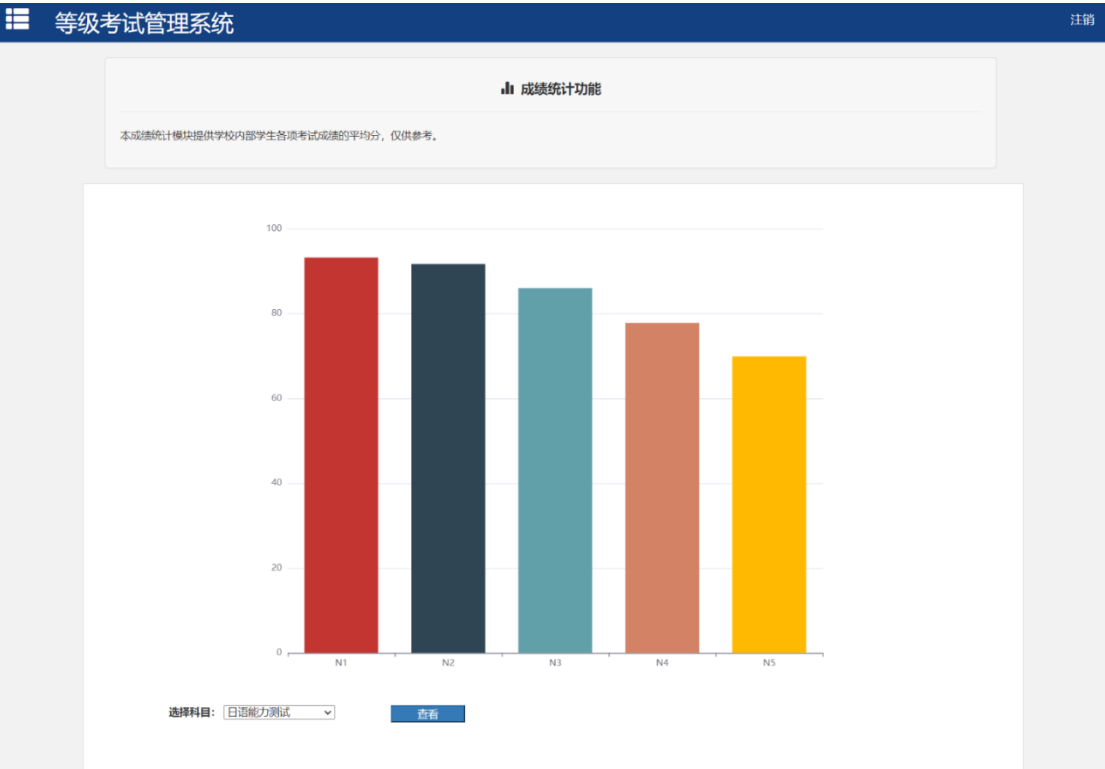 等级考试管理系统
注销
成绩统计功能
本成绩统计模块提供学校内部学生各项考试成绩的平均分，仅供参考。
100
80
60
40
20
0
N1 N2 N3 N4 N5
选择科目： 日语能力测试 查看